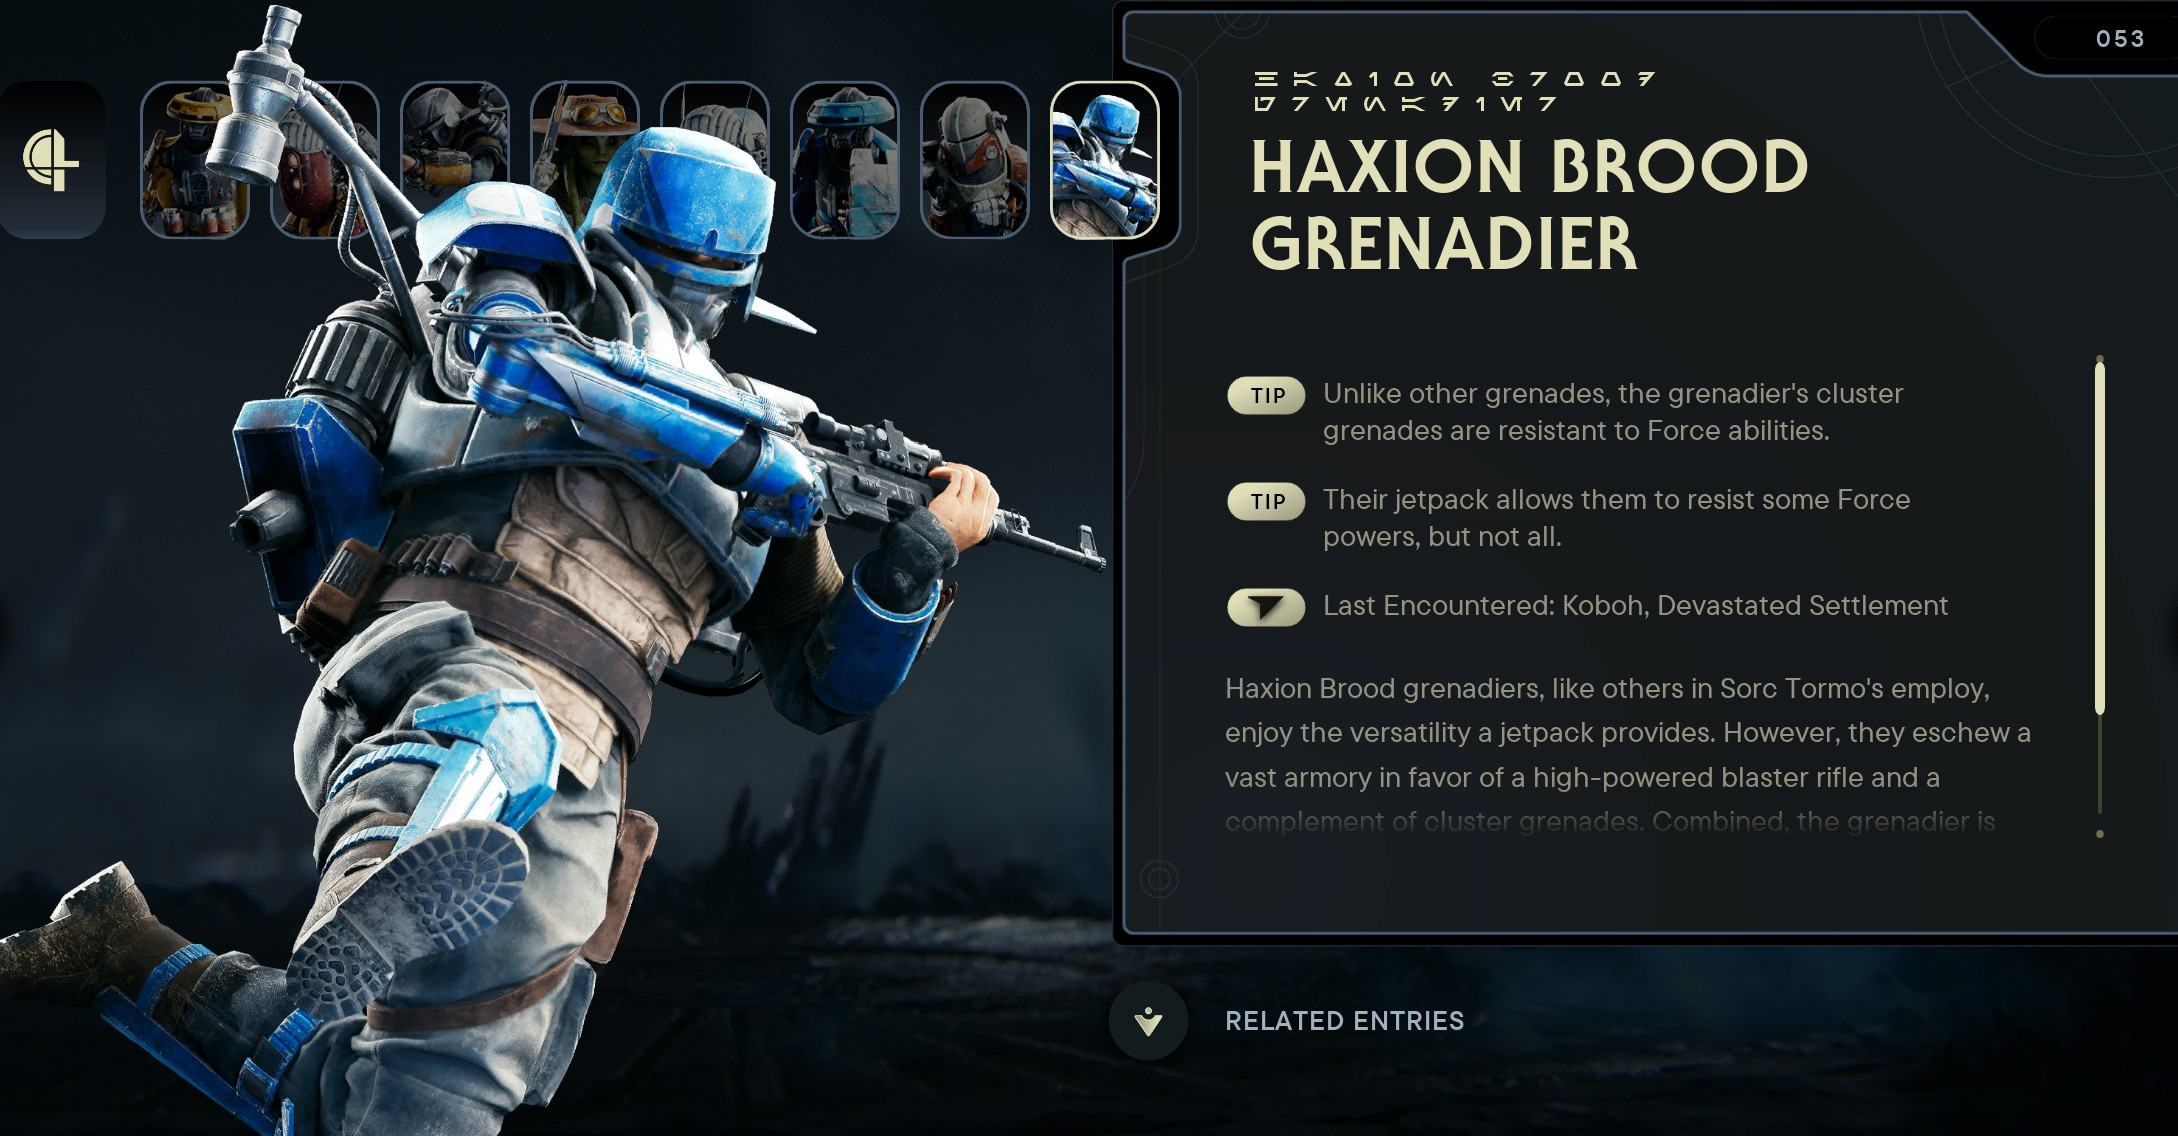 053
HAXION BROOD
GRENADIER
TIP Unlike other grenades, the grenadier's cluster
grenades are resistant to Force abilities.
TIP Their jetpack allows them to resist some Force
powers, but not all.
Last Encountered: Koboh, Devastated Settlement
Haxion Brood grenadiers, like others in Sorc Tormo's employ,
enjoy the versatility a jetpack provides. However, they eschew a
vast armory in favor of a high-powered blaster rifle and a
complement of cluster grenades. Combined, the grenadier is
RELATED ENTRIES